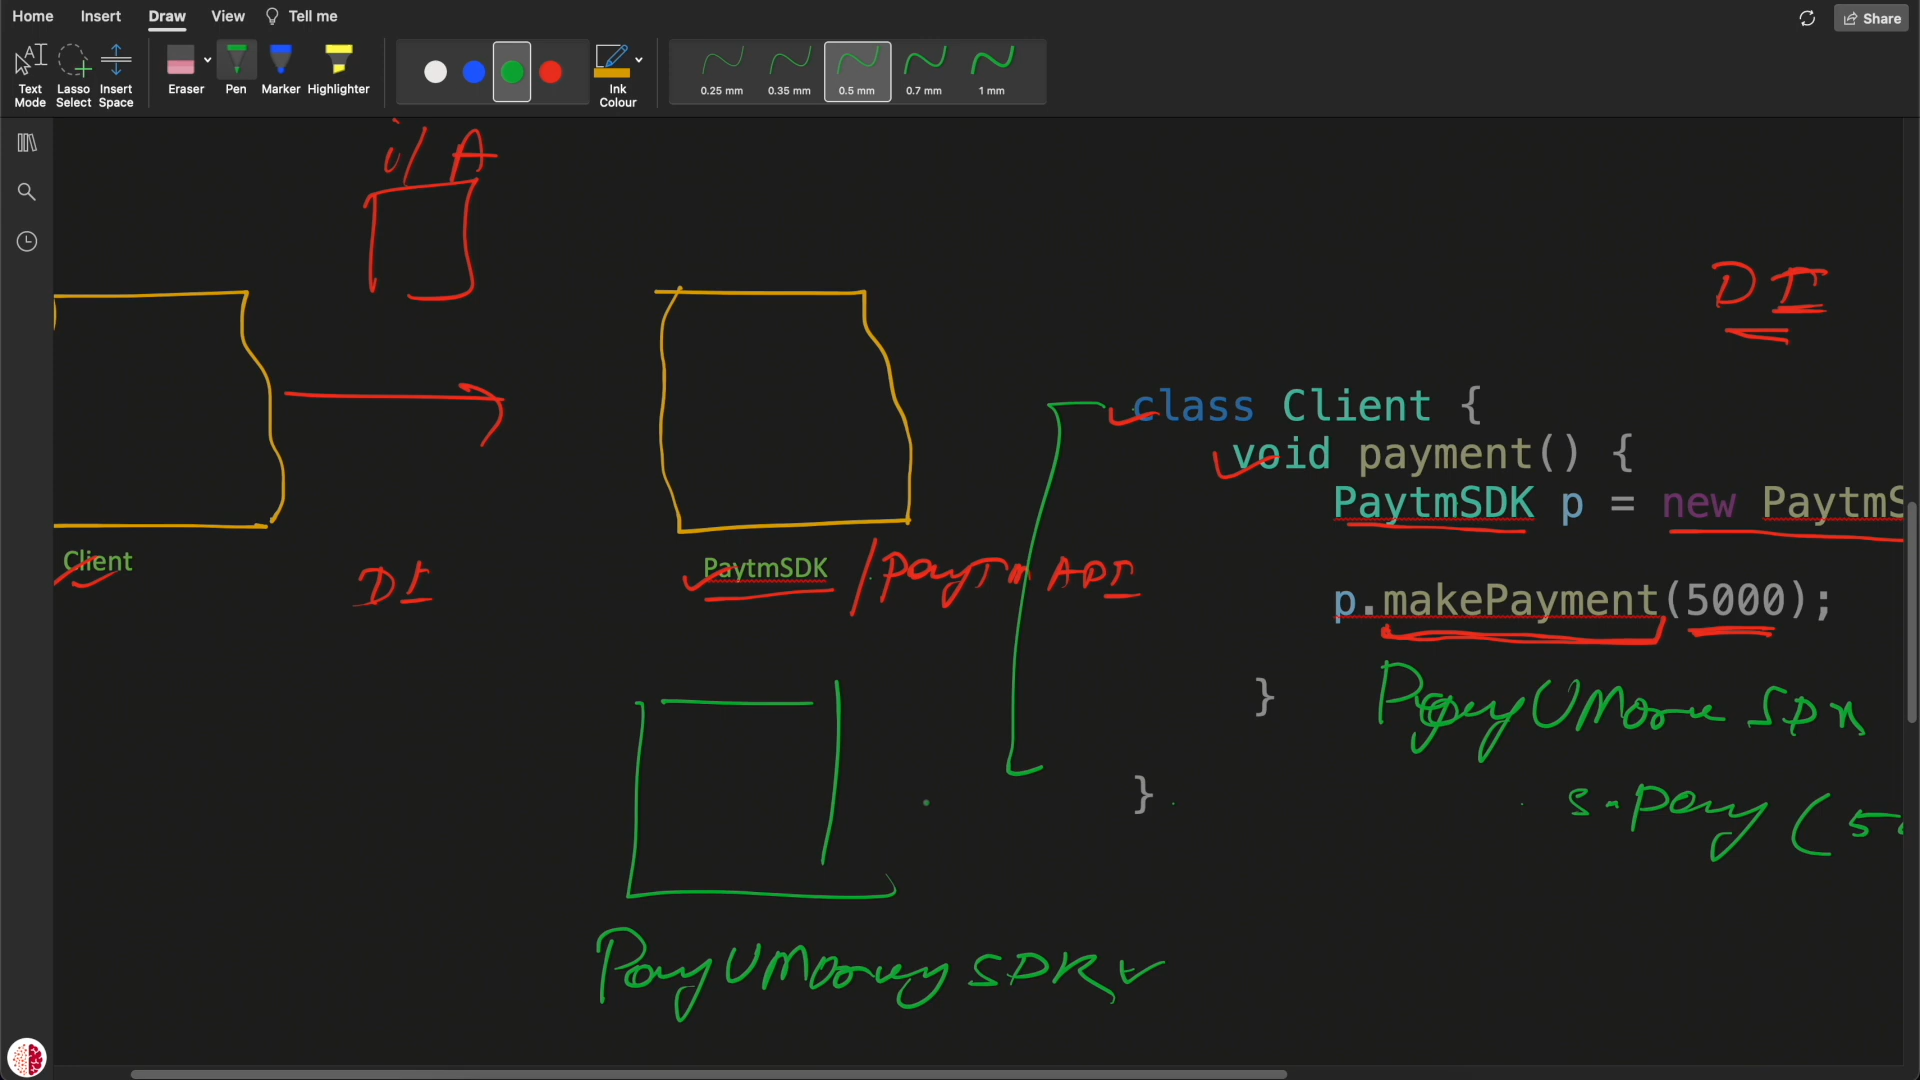 Home Insert Draw View Tell me
Share
Text Mode
Lasso Select
Insert Space
Eraser
Pen
Marker
Highlighter
Ink Colour
0.25 mm
0.35 mm
0.5 mm
0.7 mm
1 mm
i/ A
DI
class Client {
void payment() {
PaytmSDK p = new PaytmS
p.makePayment(5000);
}
}
Client
DI
PaytmSDK / Paytm API
SDK
s.pay(50
PayUMoney SDK